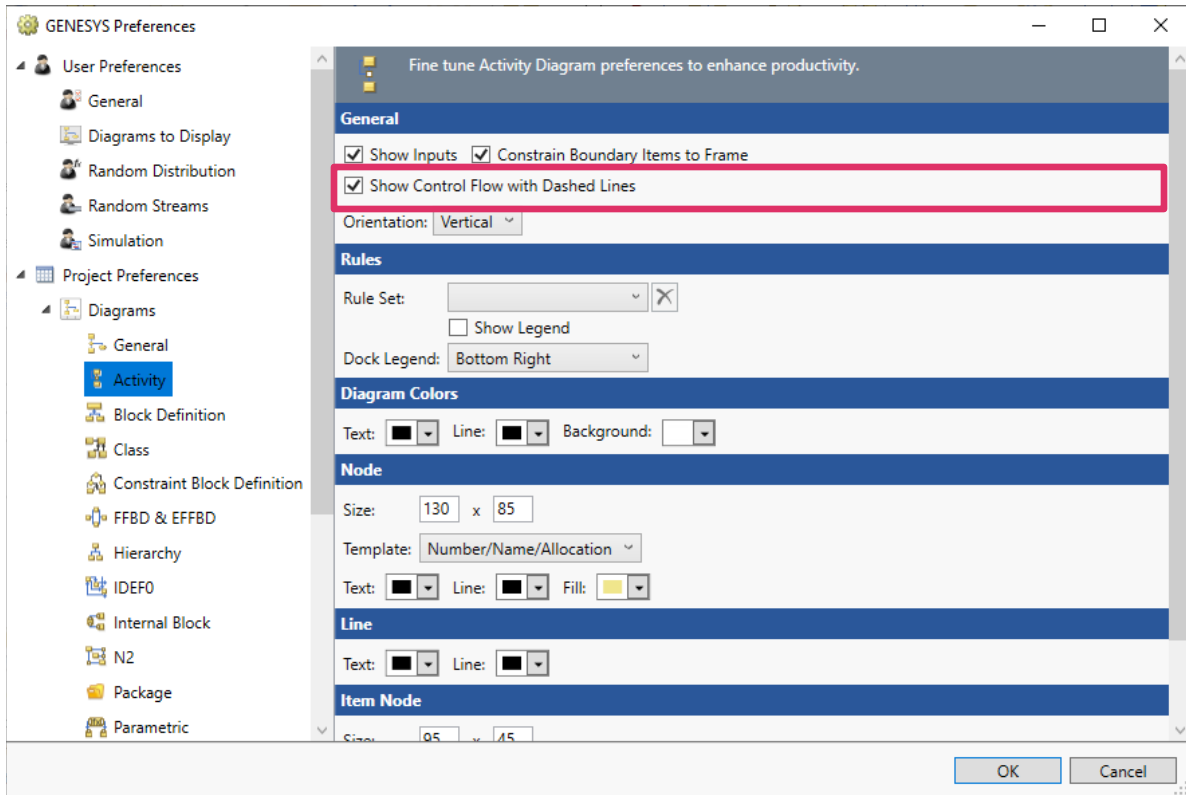 GENESYS Preferences
User Preferences
General
Diagrams to Display
Random Distribution
Random Streams
Simulation
Project Preferences
Diagrams
General
Activity
Block Definition
Class
Constraint Block Definition
FFBD & EFFBD
Hierarchy
IDEF0
Internal Block
N2
Package
Parametric
Fine tune Activity Diagram preferences to enhance productivity.
General
Show Inputs Constrain Boundary Items to Frame
Show Control Flow with Dashed Lines
Orientation: Vertical
Rules
Rule Set:
Show Legend
Dock Legend: Bottom Right
Diagram Colors
Text: Line: Background:
Node
Size: 130 x 85
Template: Number/Name/Allocation
Text: Line: Fill:
Line
Text: Line:
Item Node
Size: 95 x 45
OK Cancel